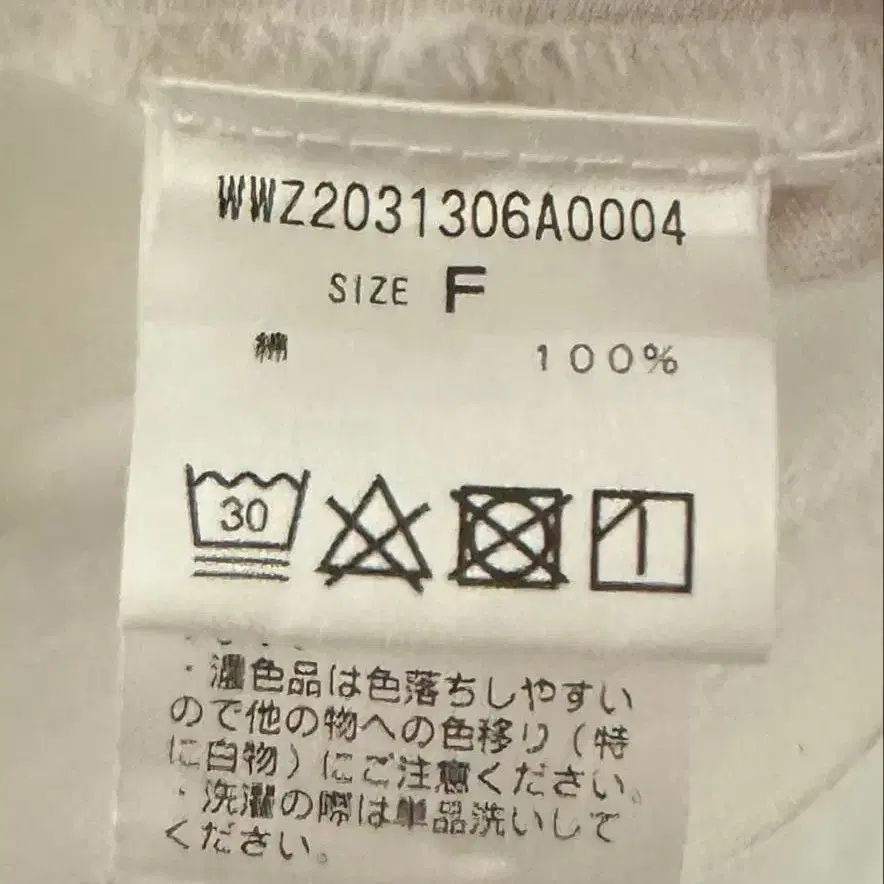 WWZ2031306A0004
SIZE F
綿 100%
30
・濃色品は色落ちしやすい
ので他の物への色移り(特
に白物)にご注意ください。
・洗濯の際は単品洗いして
ください。